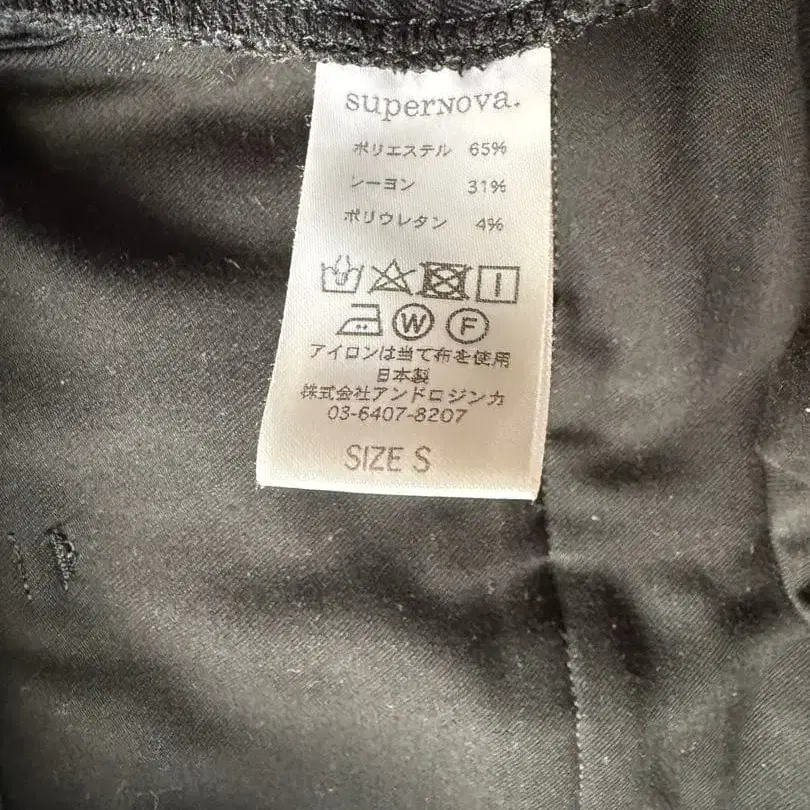 superNova.
ポリエステル 65%
レーヨン 31%
ポリウレタン 4%
W F
アイロンは当て布を使用
日本製
株式会社アンドロジンカ
03-6407-8207
SIZE S